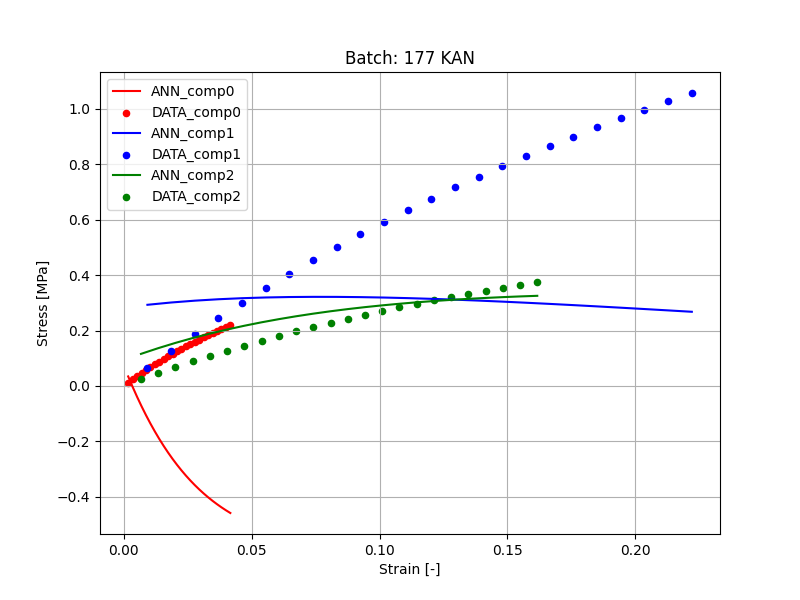 Batch: 177 KAN
ANN_comp0
DATA_comp0
ANN_comp1
DATA_comp1
ANN_comp2
DATA_comp2
1.0
0.8
0.6
0.4
0.2
0.0
−0.2
−0.4
Stress [MPa]
0.00 0.05 0.10 0.15 0.20
Strain [-]